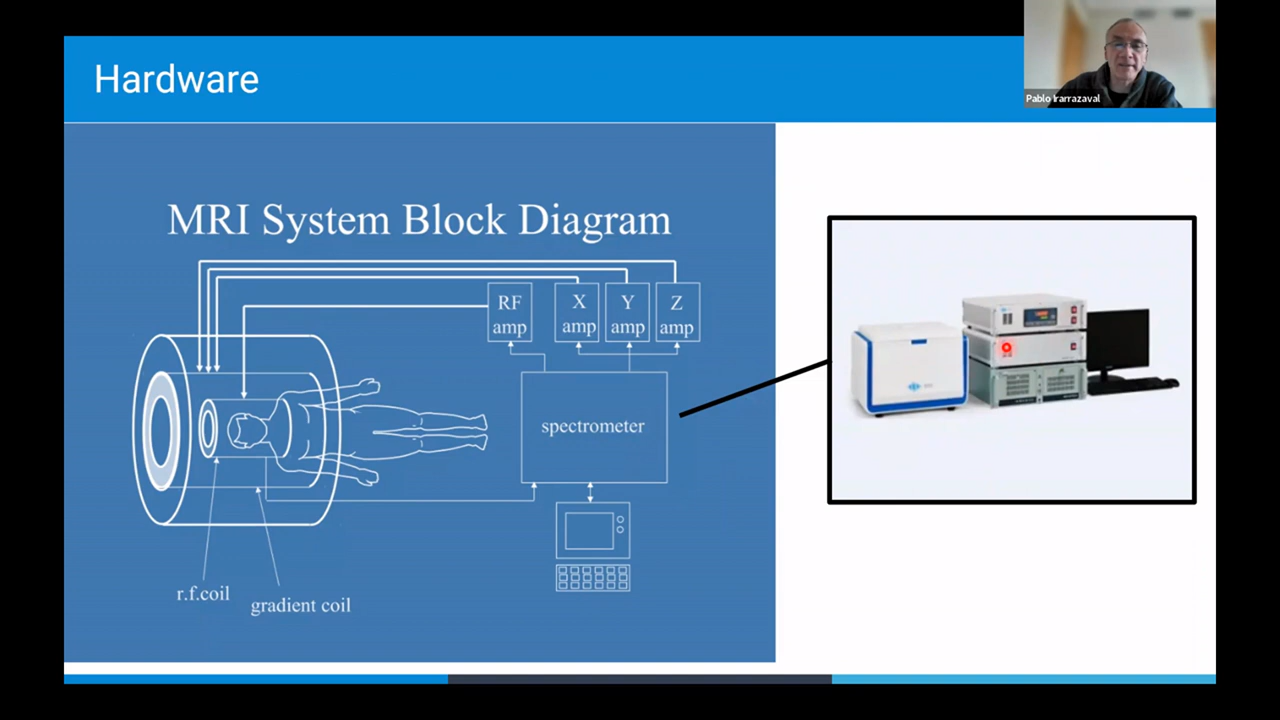 Hardware
Pablo Irarrazaval
MRI System Block Diagram
RF
amp
X
amp
Y
amp
Z
amp
spectrometer
r.f.coil
gradient coil